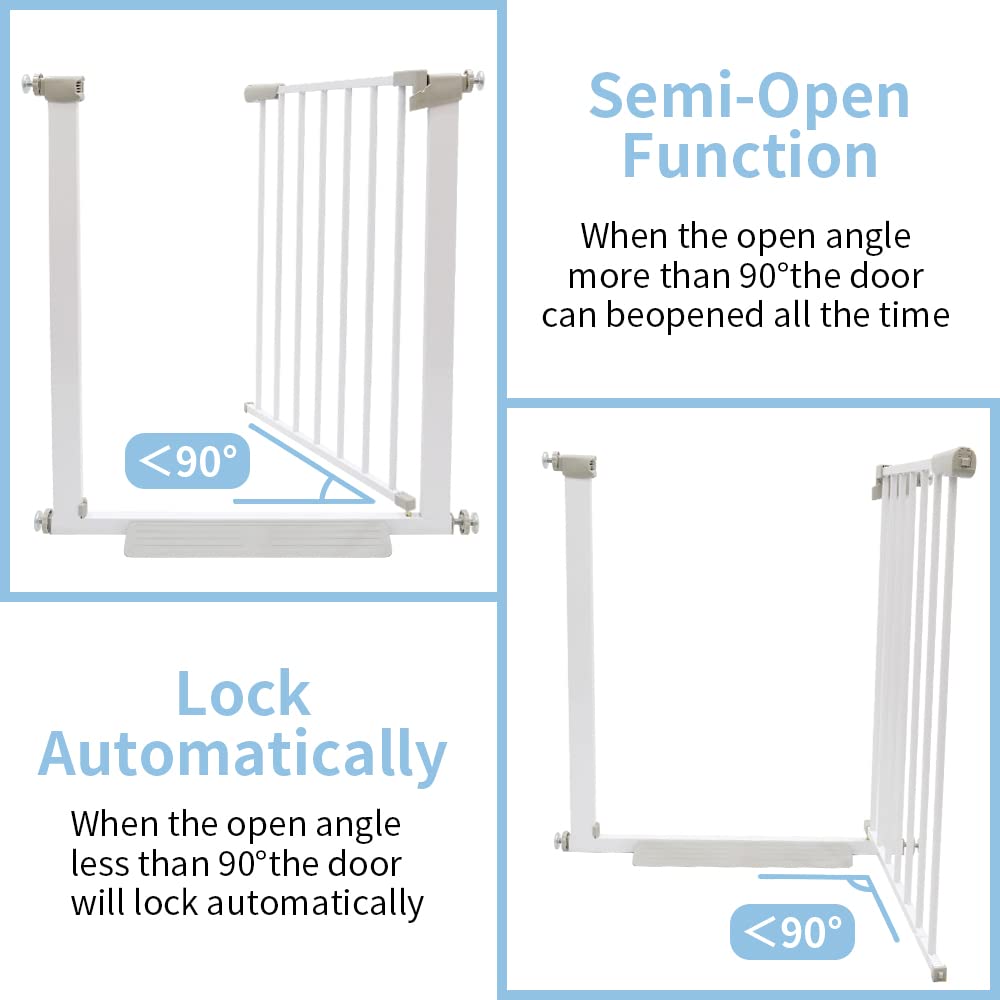 Semi-Open
Function
When the open angle
more than 90°the door
can beopened all the time
<90°
Lock
Automatically
When the open angle
less than 90°the door
will lock automatically
<90°